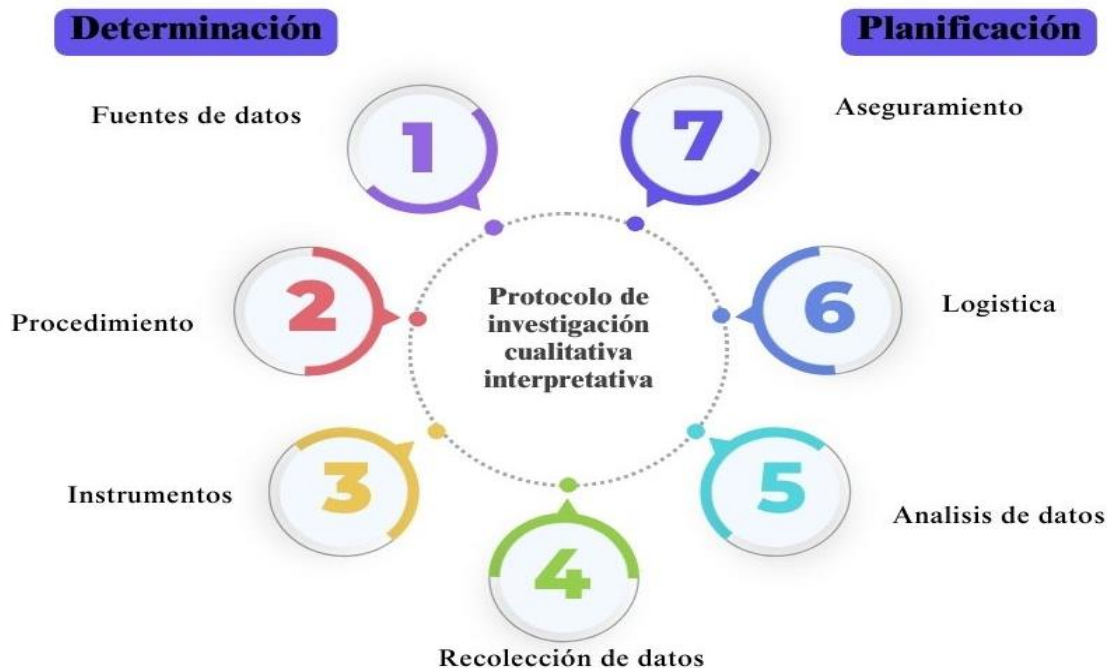 Determinación
Planificación
Fuentes de datos
1
7
Aseguramiento
Procedimiento
2
Protocolo de
investigación
cualitativa
interpretativa
6
Logistica
Instrumentos
3
5
Analisis de datos
4
Recolección de datos